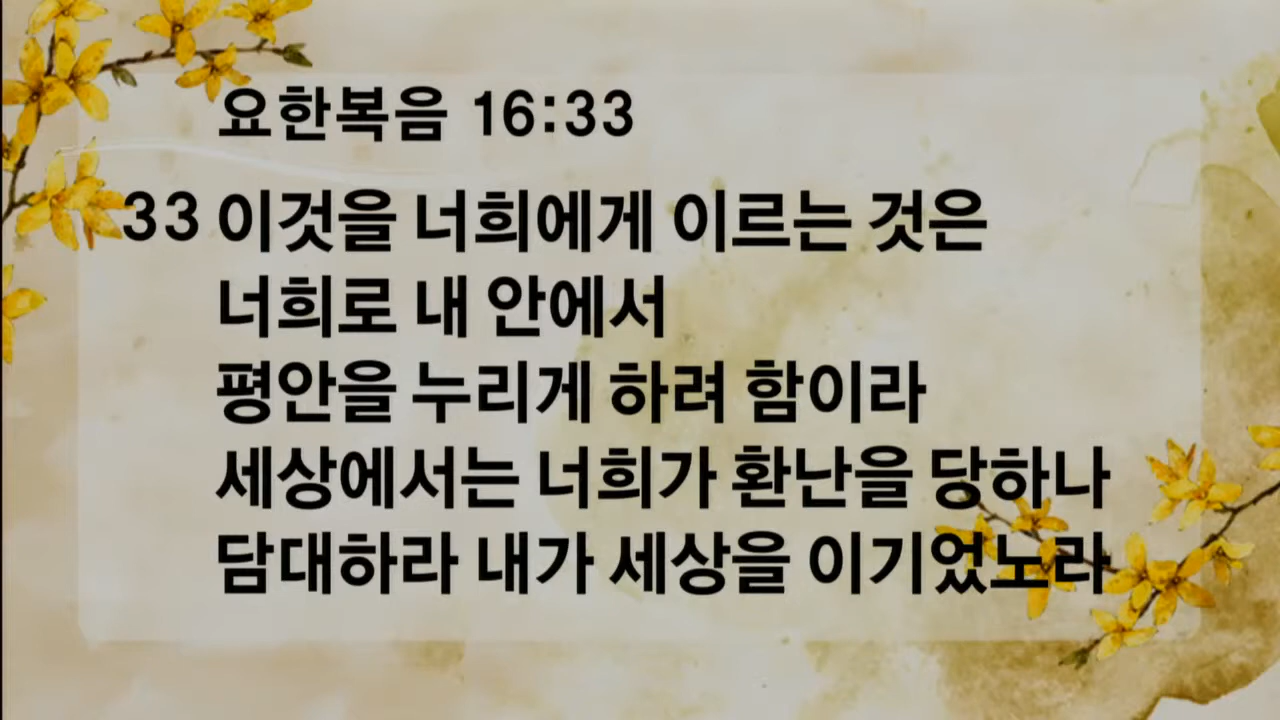 요한복음 16:33
33 이것을 너희에게 이르는 것은
너희로 내 안에서
평안을 누리게 하려 함이라
세상에서는 너희가 환난을 당하나
담대하라 내가 세상을 이기었노라